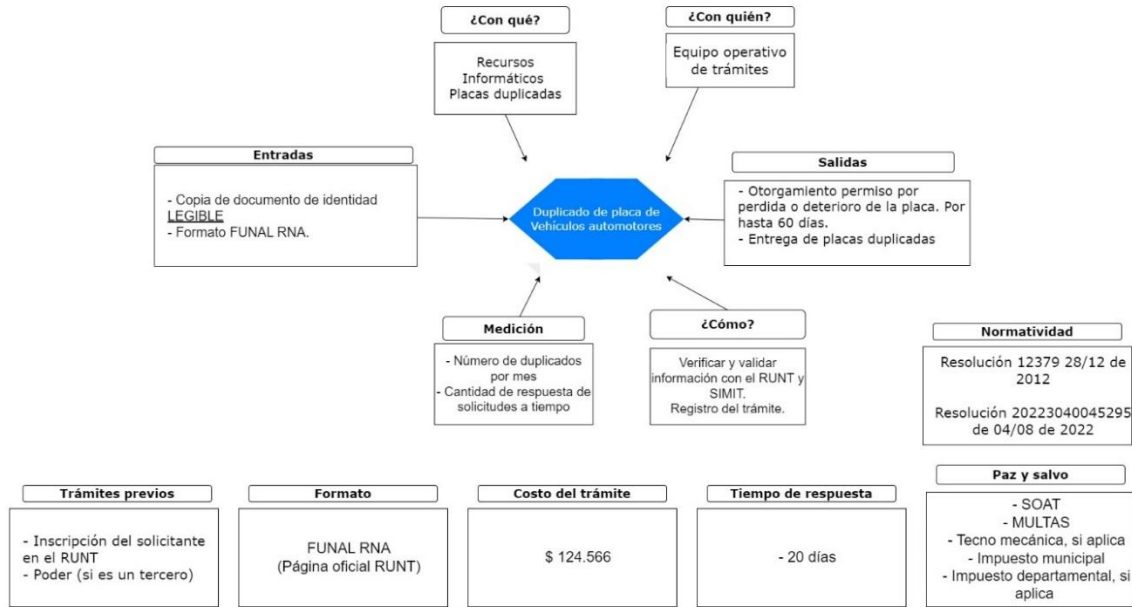 ¿Con qué?
Recursos
Informáticos
Placas duplicadas
¿Con quién?
Equipo operativo
de trámites
Entradas
- Copia de documento de identidad
LEGIBLE
- Formato FUNAL RNA.
Duplicado de placa de
Vehículos automotores
Salidas
- Otorgamiento permiso por
perdida o deterioro de la placa. Por
hasta 60 días.
- Entrega de placas duplicadas
Medición
- Número de duplicados
por mes
- Cantidad de respuesta de
solicitudes a tiempo
¿Cómo?
Verificar y validar
información con el RUNT y
SIMIT.
Registro del trámite.
Normatividad
Resolución 12379 28/12 de
2012
Resolución 20223040045295
de 04/08 de 2022
Trámites previos
- Inscripción del solicitante
en el RUNT
- Poder (si es un tercero)
Formato
FUNAL RNA
(Página oficial RUNT)
Costo del trámite
$ 124.566
Tiempo de respuesta
- 20 días
Paz y salvo
- SOAT
- MULTAS
- Tecno mecánica, si aplica
- Impuesto municipal
- Impuesto departamental, si
aplica